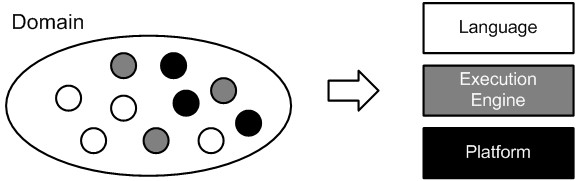 Domain
Language
Execution
Engine
Platform